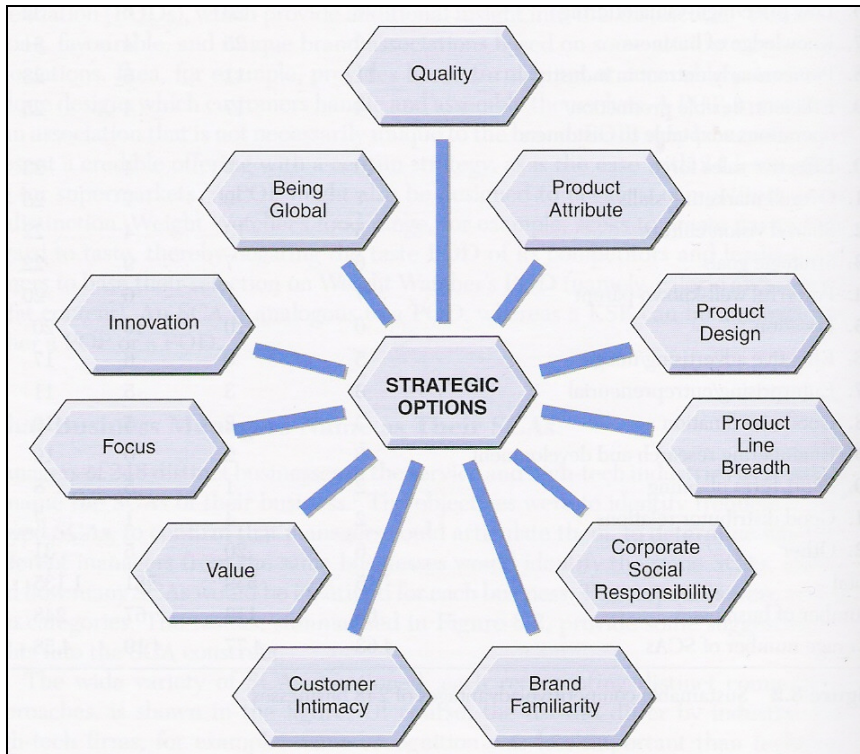 Quality
Being
Global
Product
Attribute
Innovation
Product
Design
STRATEGIC
OPTIONS
Focus
Product
Line
Breadth
Value
Corporate
Social
Responsibility
Customer
Intimacy
Brand
Familiarity